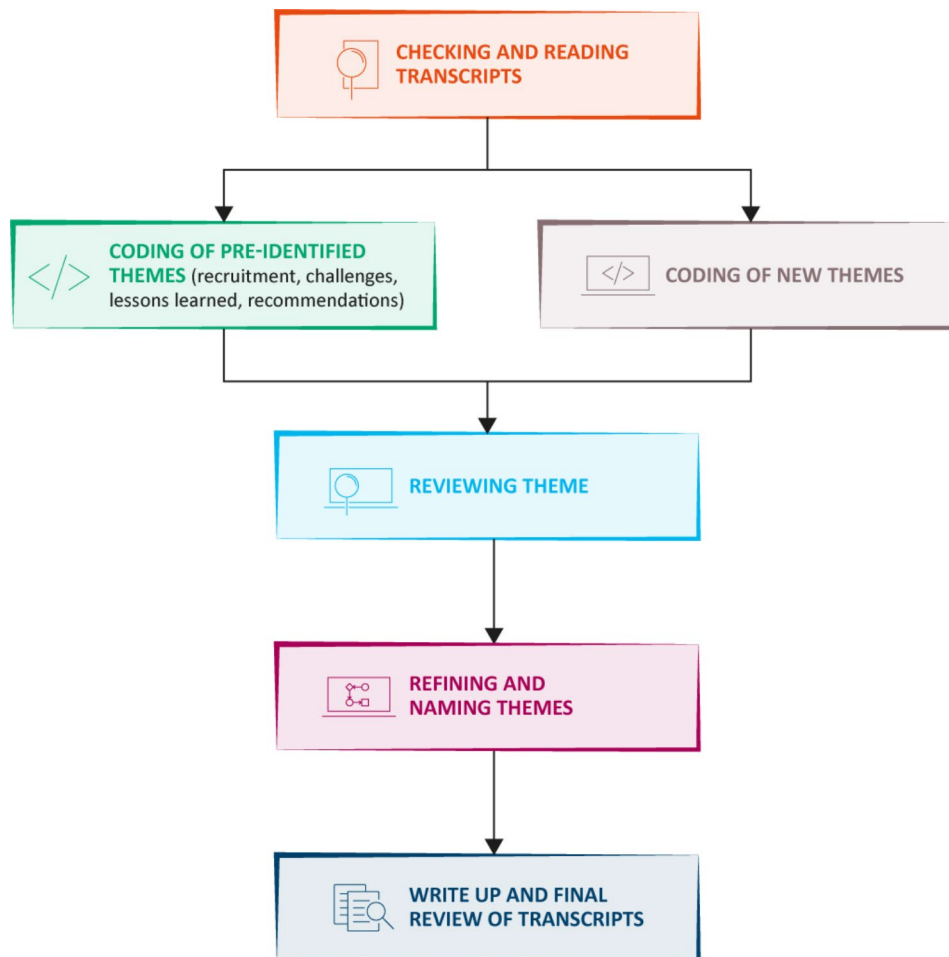 CHECKING AND READING
TRANSCRIPTS
CODING OF PRE-IDENTIFIED
THEMES (recruitment, challenges,
lessons learned, recommendations)
</>
</>
CODING OF NEW THEMES
REVIEWING THEME
REFINING AND
NAMING THEMES
WRITE UP AND FINAL
REVIEW OF TRANSCRIPTS